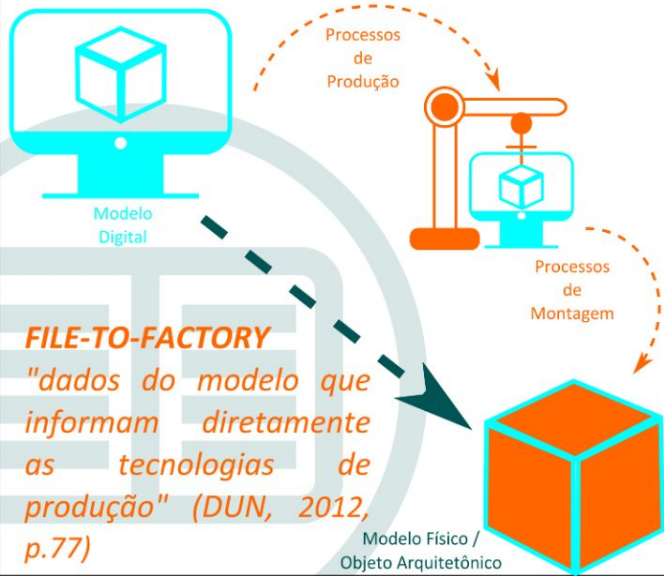 Processos
de
Produção
Modelo
Digital
Processos
de
Montagem
FILE-TO-FACTORY
"dados do modelo que
informam diretamente
as tecnologias de
produção" (DUN, 2012,
p.77)
Modelo Físico /
Objeto Arquitetônico